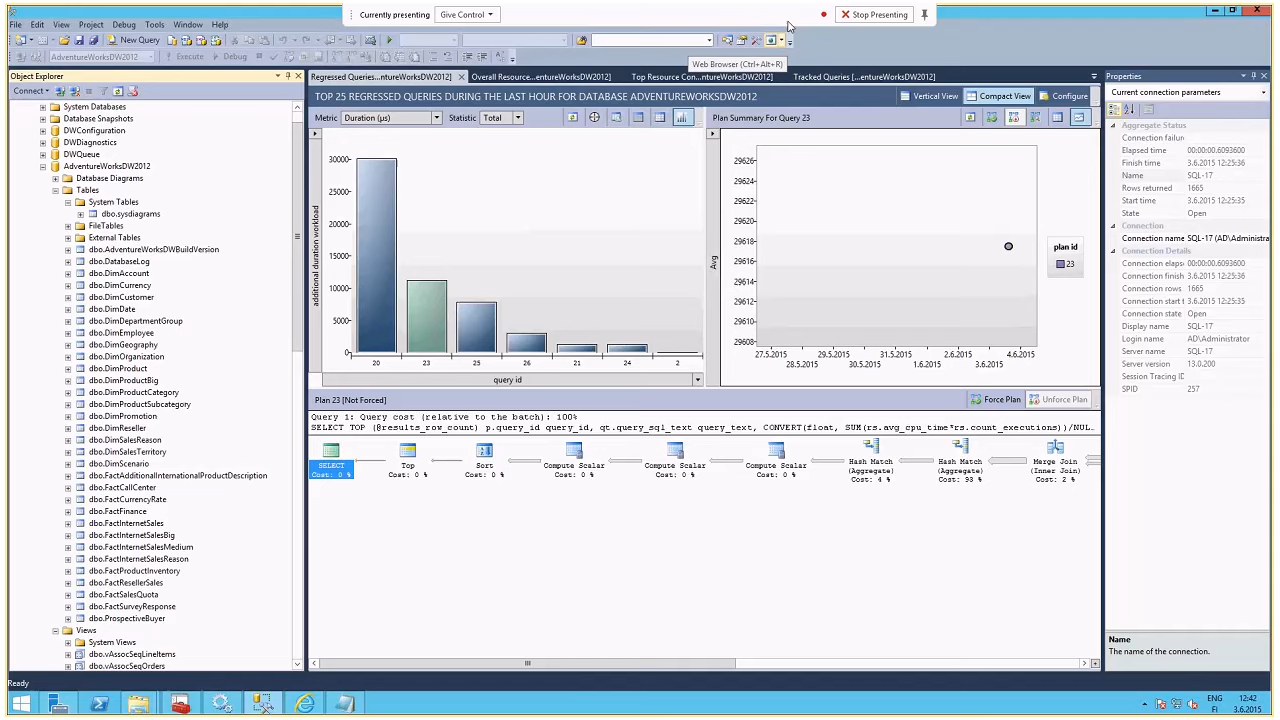 Currently presenting
Give Control
Stop Presenting
File Edit View Debug Tools Window Help
New Query
AdventureWorksDW2012
Execute
Debug
Web Browser (Ctrl+Alt+R)
Object Explorer
Connect
System Databases
Database Snapshots
DWConfiguration
DWDiagnostics
DWQueue
AdventureWorksDW2012
Database Diagrams
Tables
System Tables
dbo.sysdiagrams
FileTables
External Tables
dbo.AdventureWorksDWBuildVersion
dbo.DatabaseLog
dbo.DimAccount
dbo.DimCurrency
dbo.DimCustomer
dbo.DimDate
dbo.DimDepartmentGroup
dbo.DimEmployee
dbo.DimGeography
dbo.DimOrganization
dbo.DimProduct
dbo.DimProductBig
dbo.DimProductCategory
dbo.DimProductSubcategory
dbo.DimPromotion
dbo.DimReseller
dbo.DimSalesReason
dbo.DimSalesTerritory
dbo.DimScenario
dbo.FactAdditionalInternationalProductDescription
dbo.FactCallCenter
dbo.FactCurrencyRate
dbo.FactFinance
dbo.FactInternetSales
dbo.FactInternetSalesBig
dbo.FactInternetSalesMedium
dbo.FactInternetSalesReason
dbo.FactProductInventory
dbo.FactResellerSales
dbo.FactSalesQuota
dbo.FactSurveyResponse
dbo.ProspectiveBuyer
Views
System Views
dbo.vAssocSeqLineItems
dbo.vAssocSeqOrders
Regressed Queries...entureWorksDW2012]
Overall Resource...entureWorksDW2012]
Top Resource Con...ntureWorksDW2012]
Tracked Queries [...entureWorksDW2012]
TOP 25 REGRESSED QUERIES DURING THE LAST HOUR FOR DATABASE ADVENTUREWORKSDW2012
Vertical View
Compact View
Configure
Metric Duration (µs)
Statistic Total
additional duration workload
30000
25000
20000
15000
10000
5000
0
20 23 25 26 21 24 2
query id
Plan Summary For Query 23
Avg
29626
29624
29622
29620
29618
29616
29614
29612
29610
29608
27.5.2015 29.5.2015 31.5.2015 2.6.2015 4.6.2015
28.5.2015 30.5.2015 1.6.2015 3.6.2015
plan id
23
Plan 23 [Not Forced]
Force Plan
Unforce Plan
Query 1: Query cost (relative to the batch): 100%
SELECT TOP (@results_row_count) p.query_id query_id, qt.query_sql_text query_text, CONVERT(float, SUM(rs.avg_cpu_time*rs.count_executions))/NUL...
SELECT
Cost: 0 %
Top
Cost: 0 %
Sort
Cost: 0 %
Compute Scalar
Cost: 0 %
Compute Scalar
Cost: 0 %
Compute Scalar
Cost: 0 %
Hash Match
(Aggregate)
Cost: 4 %
Hash Match
(Aggregate)
Cost: 93 %
Merge Join
(Inner Join)
Cost: 2 %
Properties
Current connection parameters
Aggregate Status
Connection failure
Elapsed time 00:00:00.6093600
Finish time 3.6.2015 12:25:36
Name SQL-17
Rows returned 1665
Start time 3.6.2015 12:25:35
State Open
Connection
Connection name SQL-17 (AD\Administra
Connection Details
Connection elaps 00:00:00.6093600
Connection finish 3.6.2015 12:25:36
Connection rows 1665
Connection start t 3.6.2015 12:25:35
Connection state Open
Display name SQL-17
Login name AD\Administrator
Server name SQL-17
Server version 13.0.200
Session Tracing ID
SPID 257
Name
The name of the connection.
Ready
ENG
FI
12:42
3.6.2015